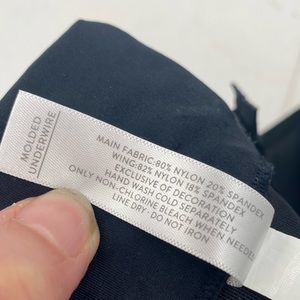 MOLDED
UNDERWIRE
MAIN FABRIC:80% NYLON 20% SPANDEX
WING:82% NYLON 18% SPANDEX
EXCLUSIVE OF DECORATION
HAND WASH COLD SEPARATELY
ONLY NON-CHLORINE BLEACH WHEN NEEDED
LINE DRY · DO NOT IRON